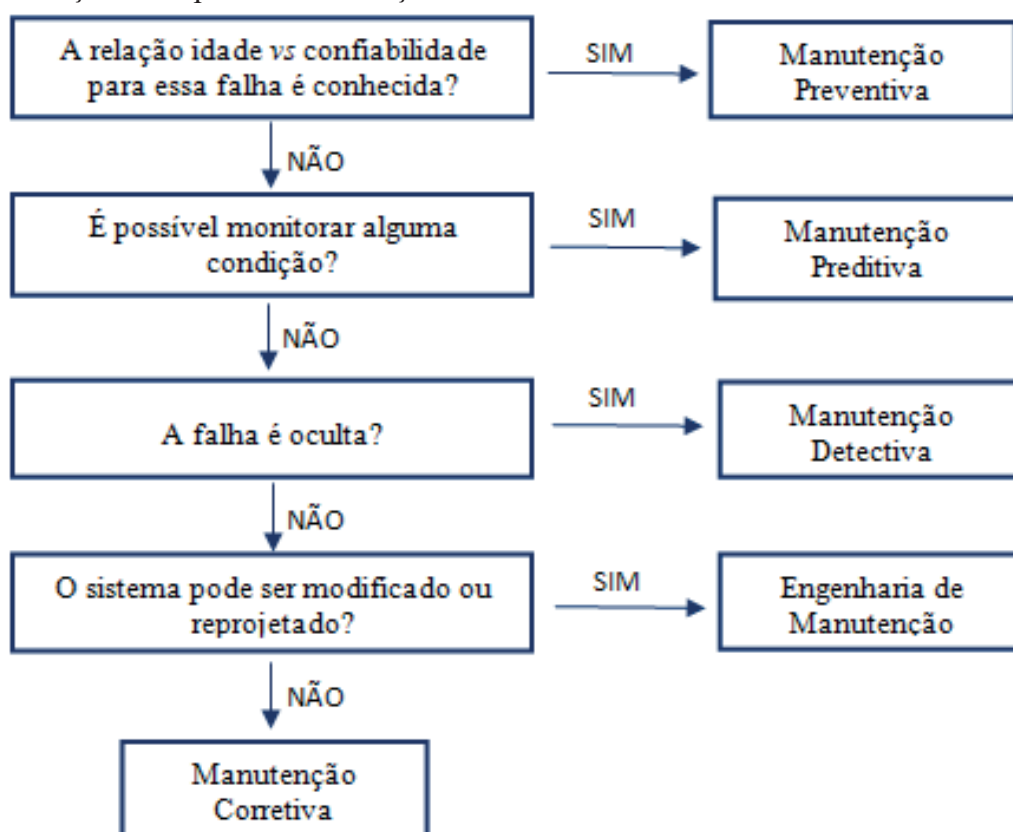 A relação idade vs confiabilidade
para essa falha é conhecida?
SIM
Manutenção
Preventiva
NÃO
É possível monitorar alguma
condição?
SIM
Manutenção
Preditiva
NÃO
A falha é oculta?
SIM
Manutenção
Detectiva
NÃO
O sistema pode ser modificado ou
reprojetado?
SIM
Engenharia de
Manutenção
NÃO
Manutenção
Corretiva